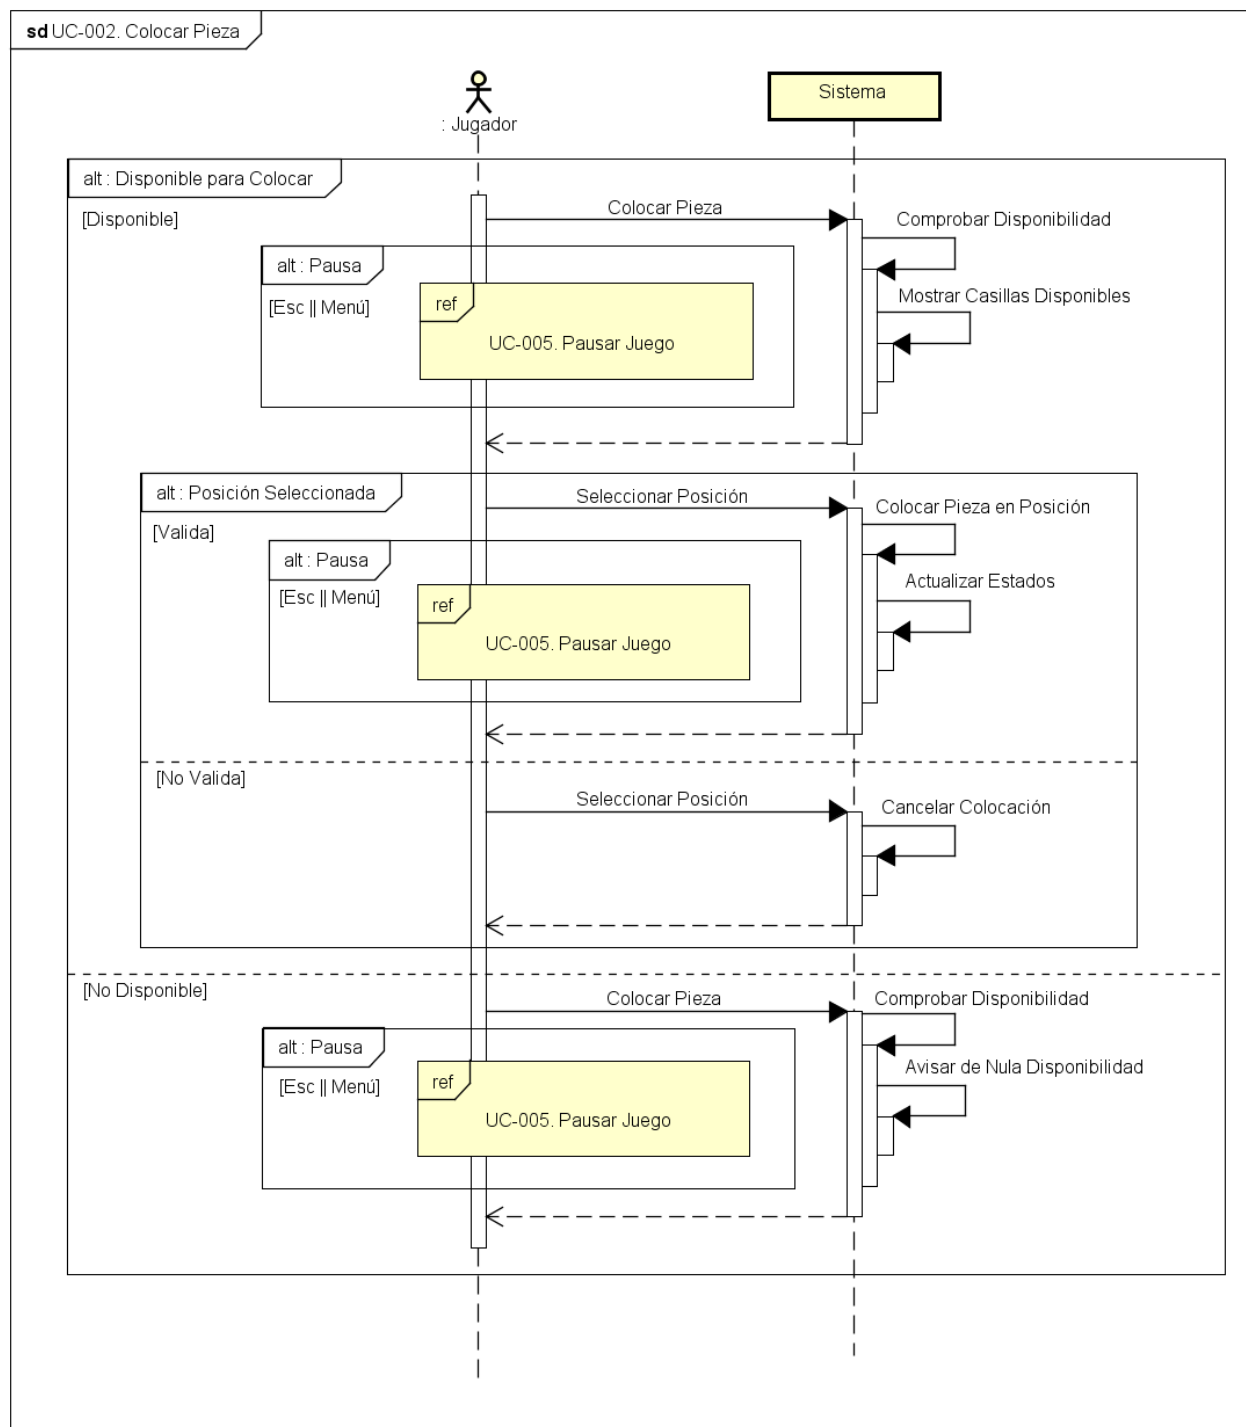 sd UC-002. Colocar Pieza
: Jugador
Sistema
alt : Disponible para Colocar
[Disponible]
Colocar Pieza
Comprobar Disponibilidad
alt : Pausa
[Esc || Menú]
ref
UC-005. Pausar Juego
Mostrar Casillas Disponibles
alt : Posición Seleccionada
[Valida]
Seleccionar Posición
Colocar Pieza en Posición
alt : Pausa
[Esc || Menú]
ref
UC-005. Pausar Juego
Actualizar Estados
[No Valida]
Seleccionar Posición
Cancelar Colocación
[No Disponible]
Colocar Pieza
Comprobar Disponibilidad
alt : Pausa
[Esc || Menú]
ref
UC-005. Pausar Juego
Avisar de Nula Disponibilidad